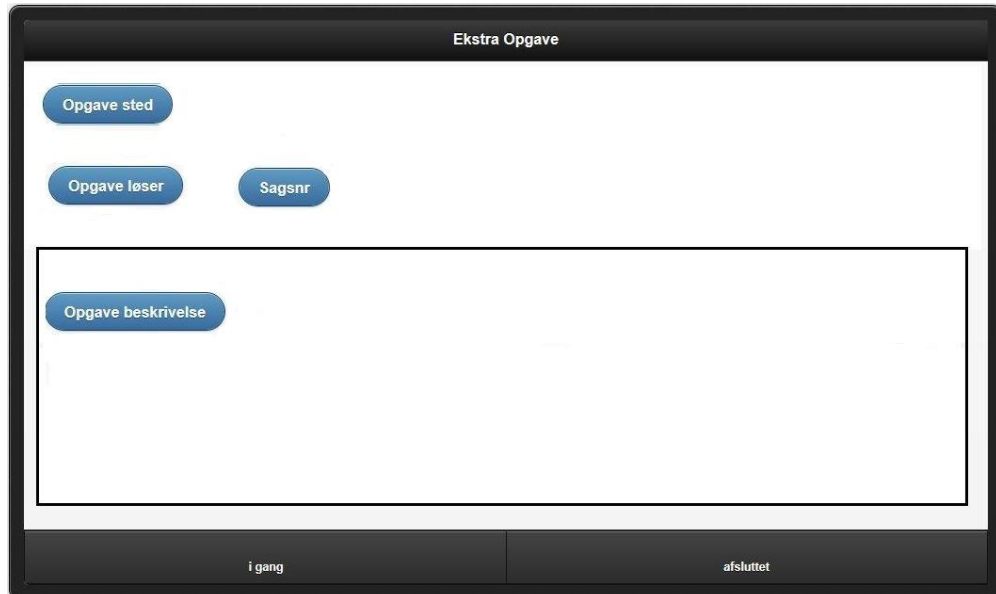 Ekstra Opgave
Opgave sted
Opgave løser
Sagsnr
Opgave beskrivelse
i gang
afsluttet